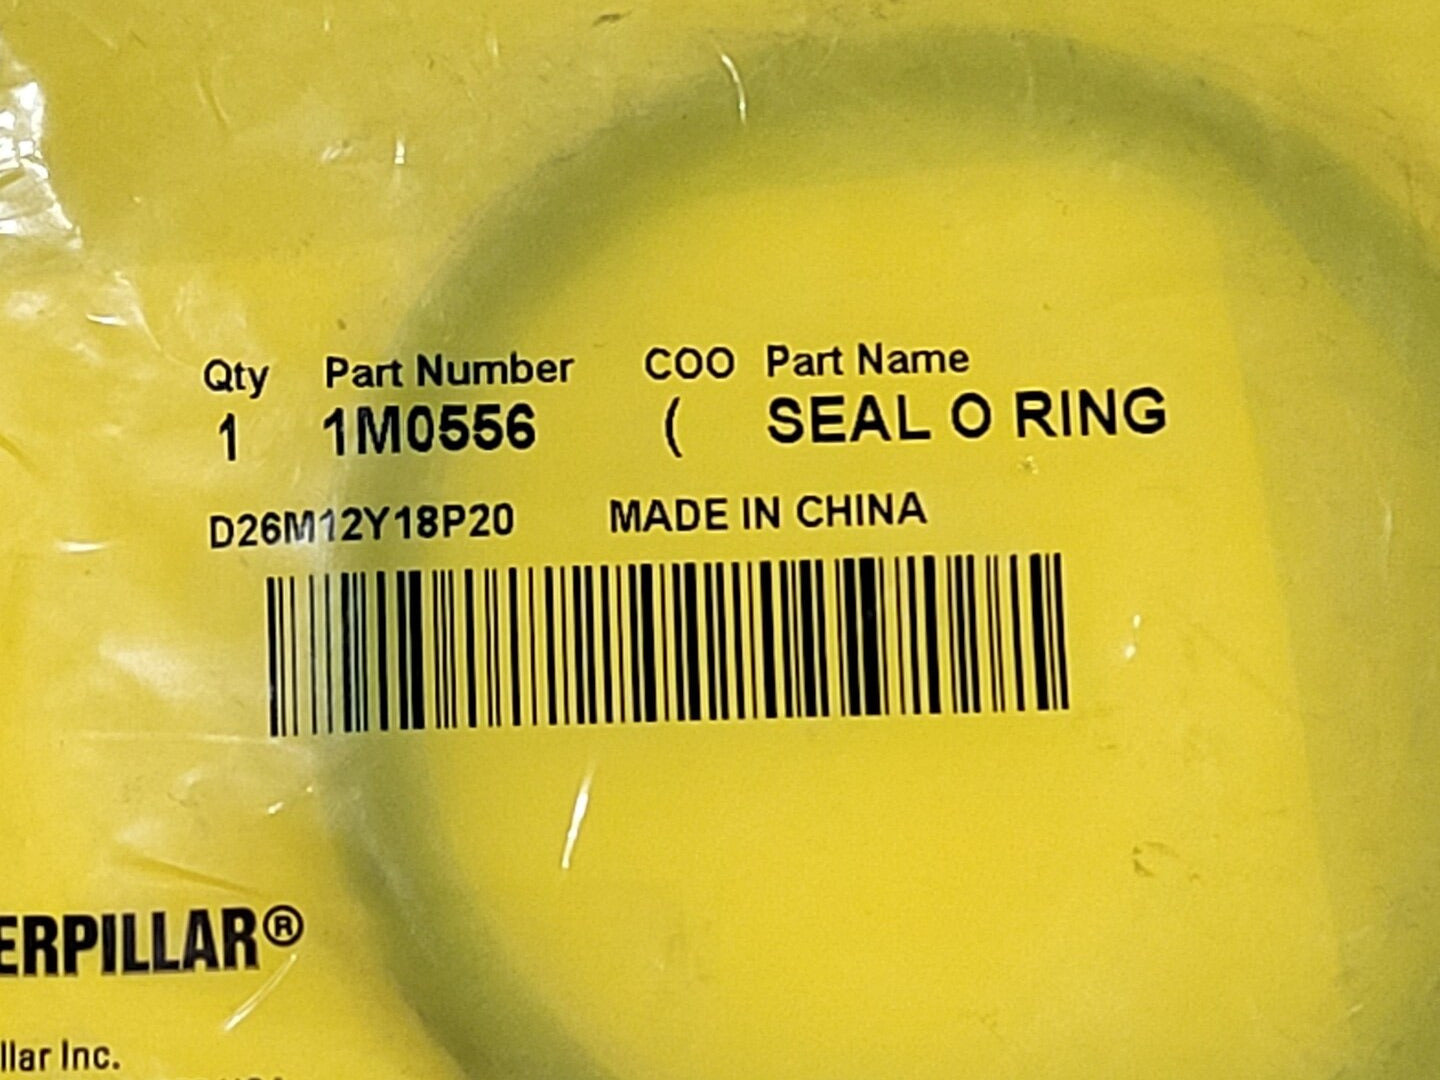 Qty Part Number COO Part Name
1 1M0556 ( SEAL O RING
D26M12Y18P20 MADE IN CHINA
ERPILLAR®
llar Inc.